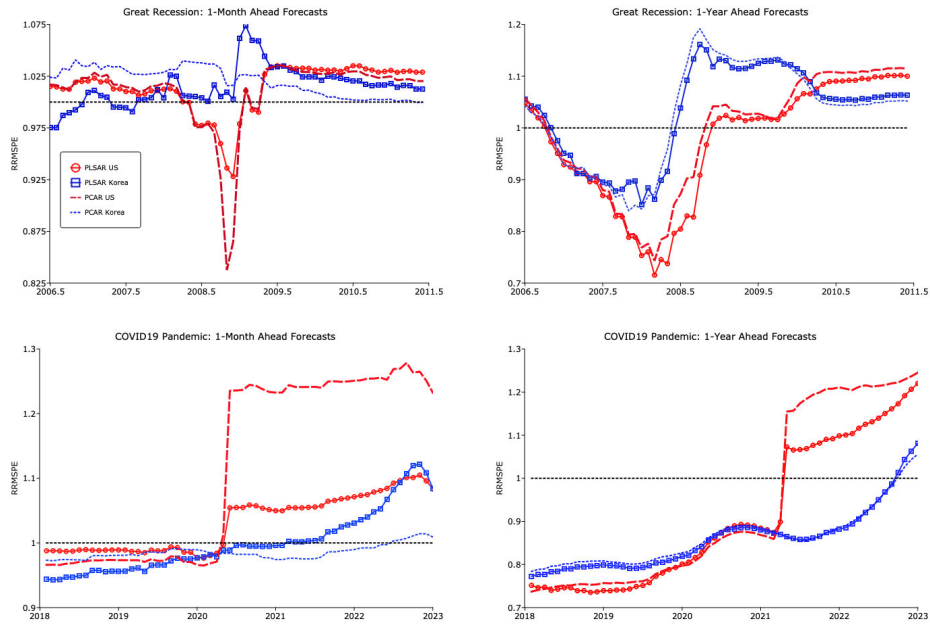 Great Recession: 1-Month Ahead Forecasts
1.075
1.025
0.975
0.925
0.875
0.825
RRMSPE
PLSAR US
PLSAR Korea
PCAR US
PCAR Korea
2006.5 2007.5 2008.5 2009.5 2010.5 2011.5
Great Recession: 1-Year Ahead Forecasts
1.2
1.1
1
0.9
0.8
0.7
RRMSPE
2006.5 2007.5 2008.5 2009.5 2010.5 2011.5
COVID19 Pandemic: 1-Month Ahead Forecasts
1.3
1.2
1.1
1
0.9
RRMSPE
2018 2019 2020 2021 2022 2023
COVID19 Pandemic: 1-Year Ahead Forecasts
1.3
1.2
1.1
1
0.9
0.8
0.7
RRMSPE
2018 2019 2020 2021 2022 2023